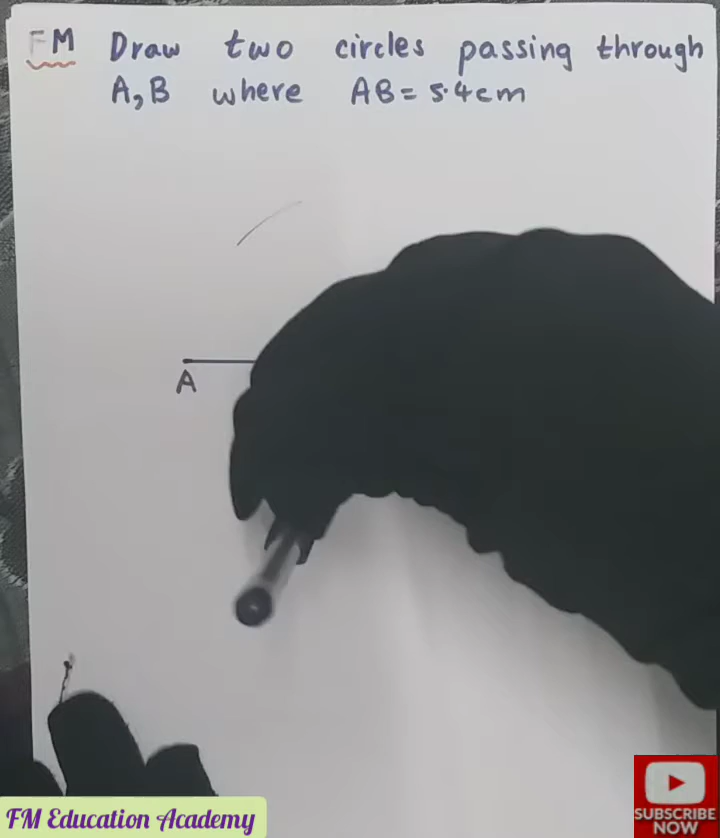 FM Draw two circles passing through
A, B where AB = 5.4cm
A
FM Education Academy
SUBSCRIBE
NOW